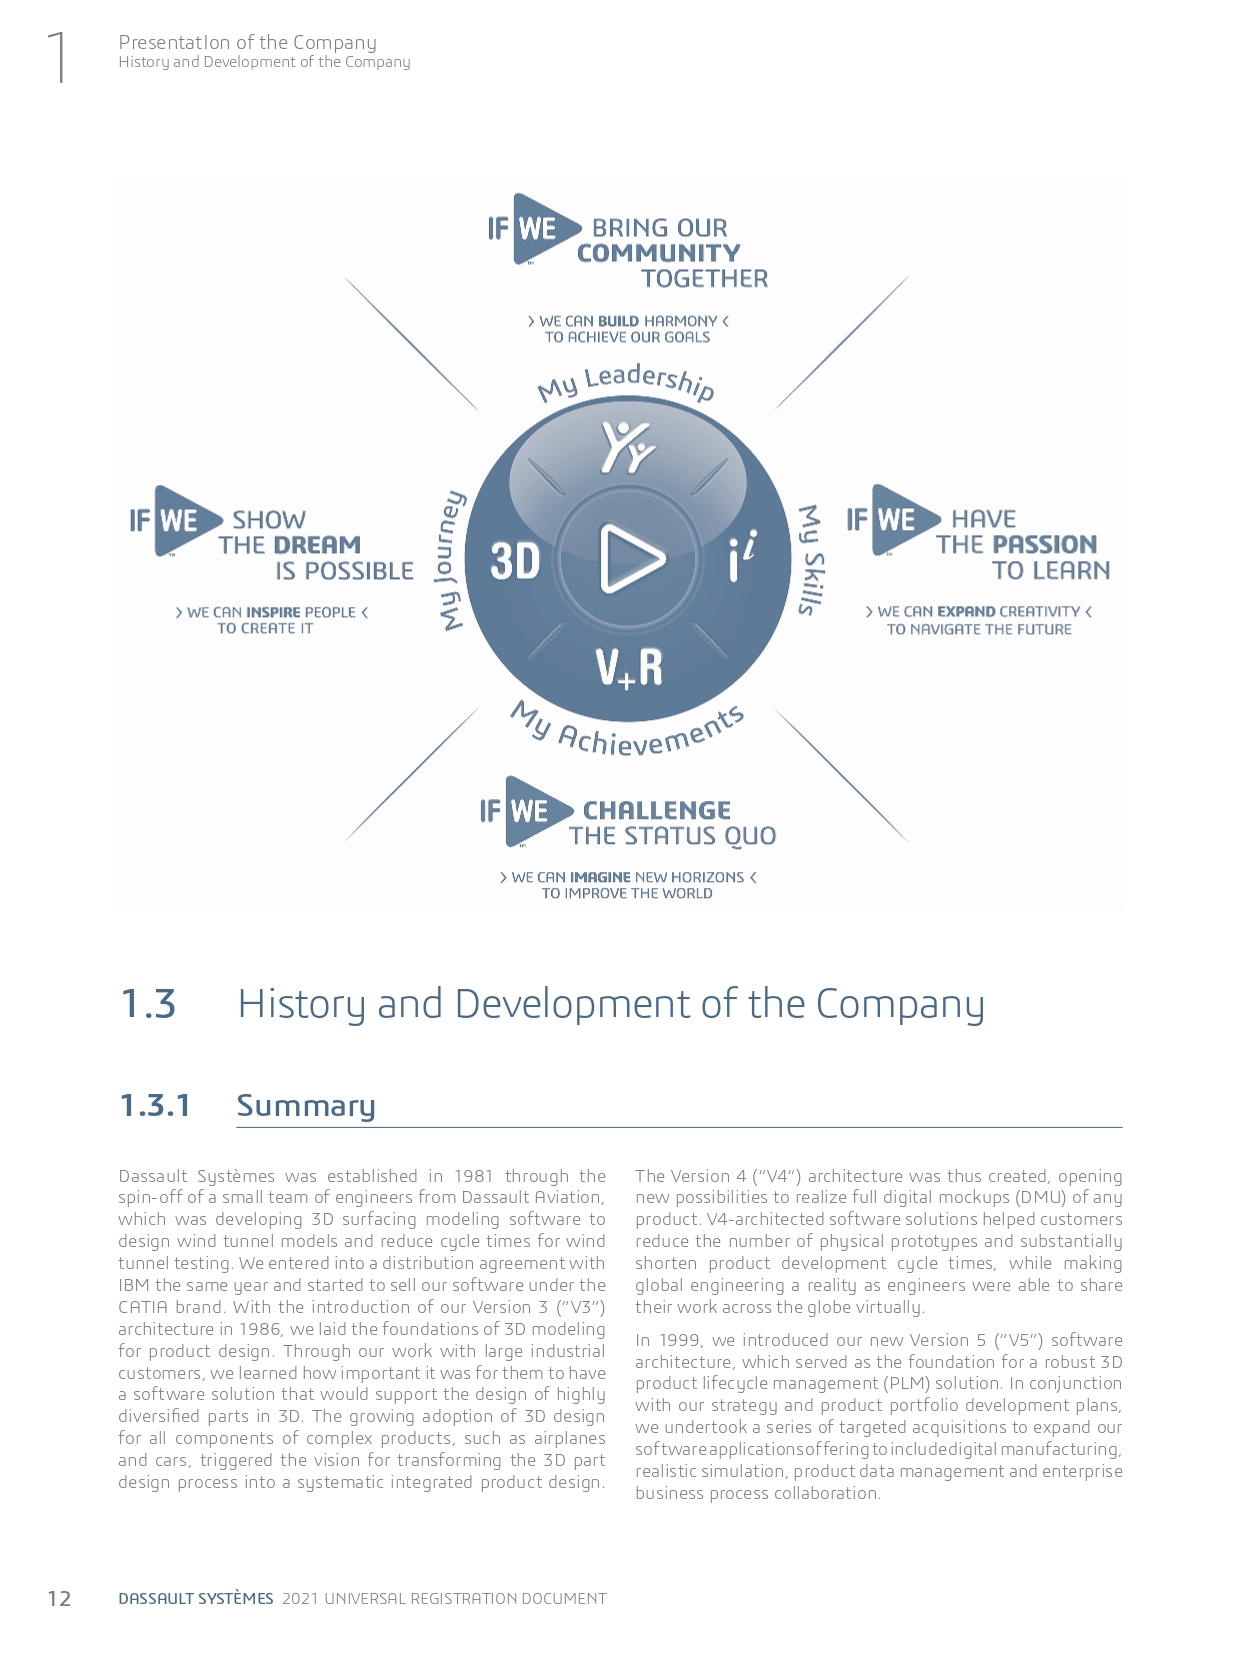 1
Presentation of the Company
History and Development of the Company
IF WE BRING OUR
COMMUNITY
TOGETHER
™
> WE CAN BUILD HARMONY <
TO ACHIEVE OUR GOALS
My Leadership
IF WE SHOW
THE DREAM
IS POSSIBLE
™
> WE CAN INSPIRE PEOPLE <
TO CREATE IT
My Journey
3D
i i
V+R
My Skills
IF WE HAVE
THE PASSION
TO LEARN
™
> WE CAN EXPAND CREATIVITY <
TO NAVIGATE THE FUTURE
My Achievements
IF WE CHALLENGE
THE STATUS QUO
™
> WE CAN IMAGINE NEW HORIZONS <
TO IMPROVE THE WORLD
1.3 History and Development of the Company
1.3.1 Summary
Dassault Systèmes was established in 1981 through the
spin-off of a small team of engineers from Dassault Aviation,
which was developing 3D surfacing modeling software to
design wind tunnel models and reduce cycle times for wind
tunnel testing. We entered into a distribution agreement with
IBM the same year and started to sell our software under the
CATIA brand. With the introduction of our Version 3 (“V3”)
architecture in 1986, we laid the foundations of 3D modeling
for product design. Through our work with large industrial
customers, we learned how important it was for them to have
a software solution that would support the design of highly
diversified parts in 3D. The growing adoption of 3D design
for all components of complex products, such as airplanes
and cars, triggered the vision for transforming the 3D part
design process into a systematic integrated product design.
The Version 4 (“V4”) architecture was thus created, opening
new possibilities to realize full digital mockups (DMU) of any
product. V4-architected software solutions helped customers
reduce the number of physical prototypes and substantially
shorten product development cycle times, while making
global engineering a reality as engineers were able to share
their work across the globe virtually.
In 1999, we introduced our new Version 5 (“V5”) software
architecture, which served as the foundation for a robust 3D
product lifecycle management (PLM) solution. In conjunction
with our strategy and product portfolio development plans,
we undertook a series of targeted acquisitions to expand our
software applications offering to include digital manufacturing,
realistic simulation, product data management and enterprise
business process collaboration.
12 DASSAULT SYSTÈMES 2021 UNIVERSAL REGISTRATION DOCUMENT